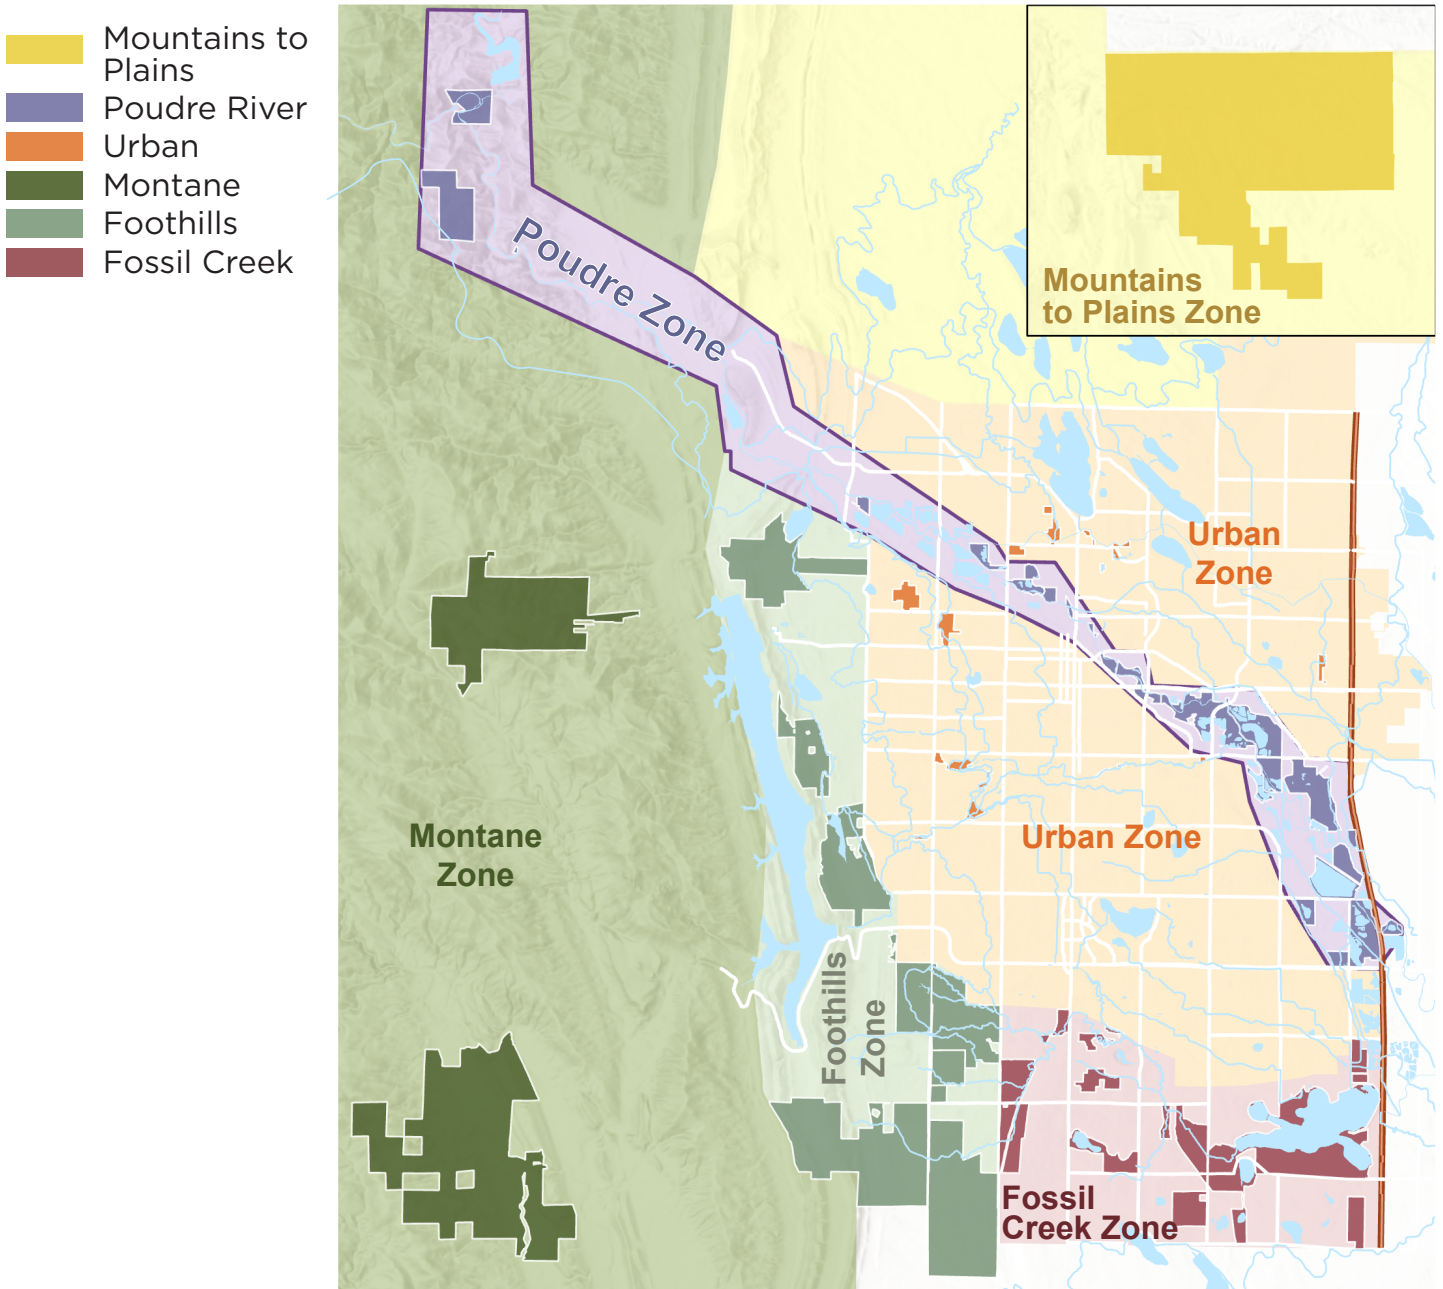 Mountains to
Plains
Poudre River
Urban
Montane
Foothills
Fossil Creek
Poudre Zone
Mountains
to Plains Zone
Urban
Zone
Montane
Zone
Urban Zone
Foothills
Zone
Fossil
Creek Zone